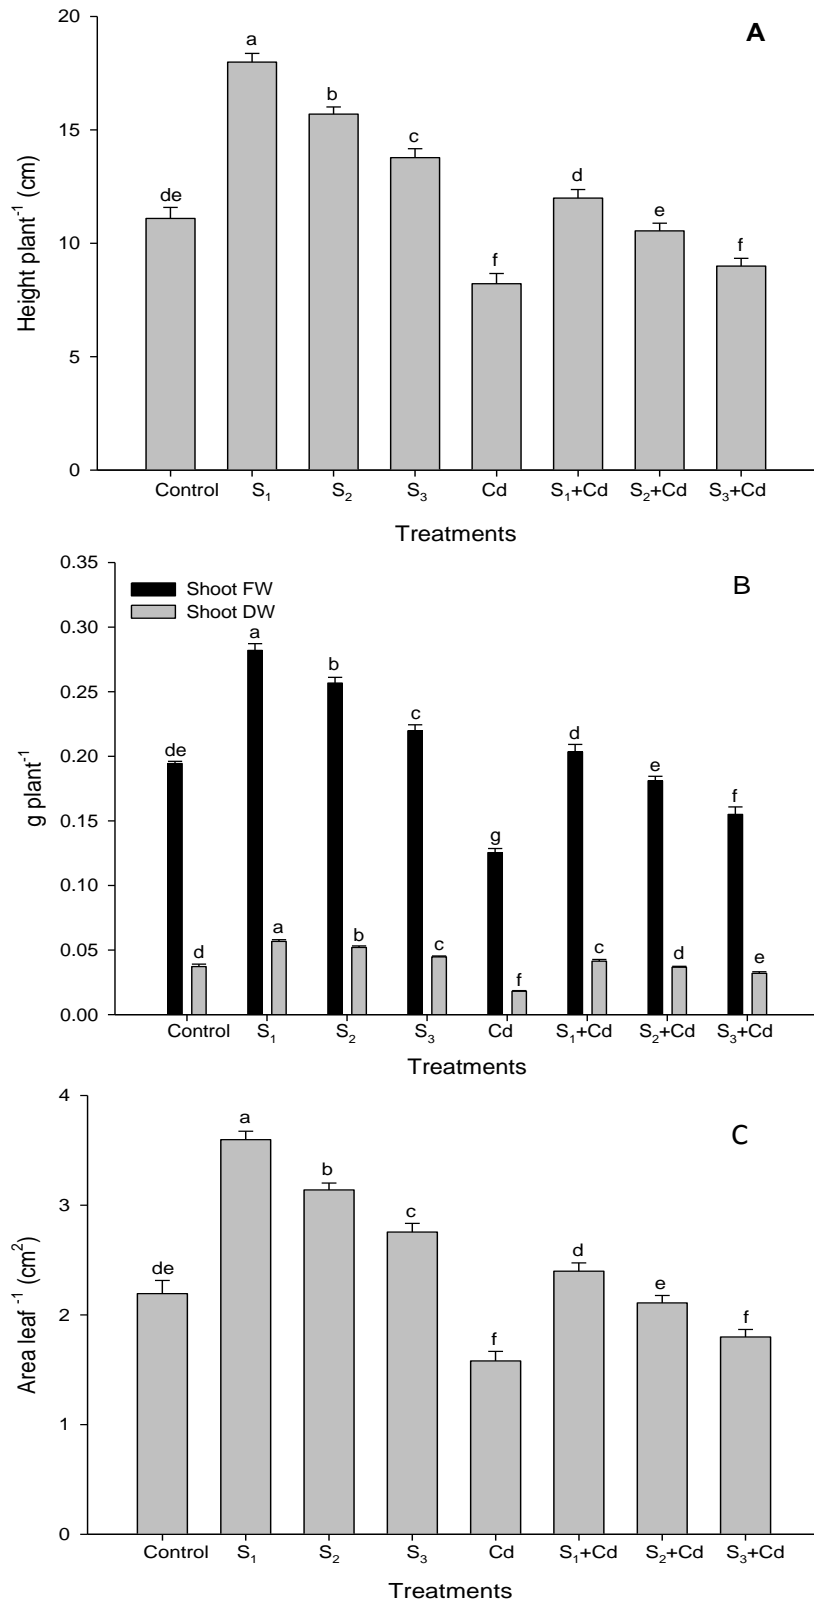 20
A
a
b
15
c
Height plant⁻¹ (cm)
de
d
e
10
f
f
5
0
Control S₁ S₂ S₃ Cd S₁+Cd S₂+Cd S₃+Cd
Treatments
0.35
Shoot FW
B
Shoot DW
0.30
a
b
0.25
c
d
de
0.20
e
g plant⁻¹
f
0.15
g
0.10
a
b
0.05
d
c
c
d
e
f
0.00
Control S₁ S₂ S₃ Cd S₁+Cd S₂+Cd S₃+Cd
Treatments
4
a
C
b
3
c
Area leaf ⁻¹ (cm²)
de
d
e
2
f
f
1
0
Control S₁ S₂ S₃ Cd S₁+Cd S₂+Cd S₃+Cd
Treatments